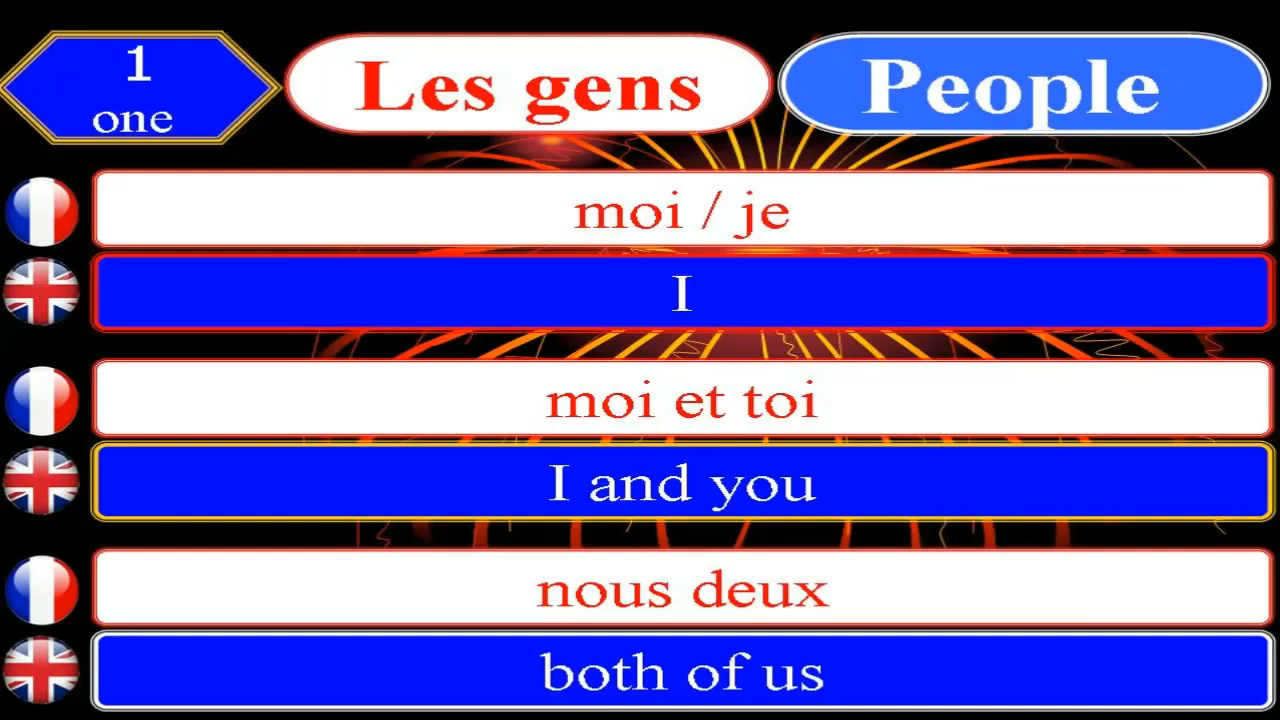 1
one
Les gens
People
moi / je
I
moi et toi
I and you
nous deux
both of us